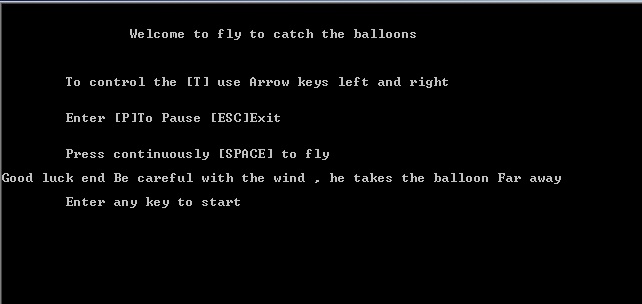 Welcome to fly to catch the balloons
To control the [T] use Arrow keys left and right
Enter [P]To Pause [ESC]Exit
Press continuously [SPACE] to fly
Good luck end Be careful with the wind , he takes the balloon Far away
Enter any key to start